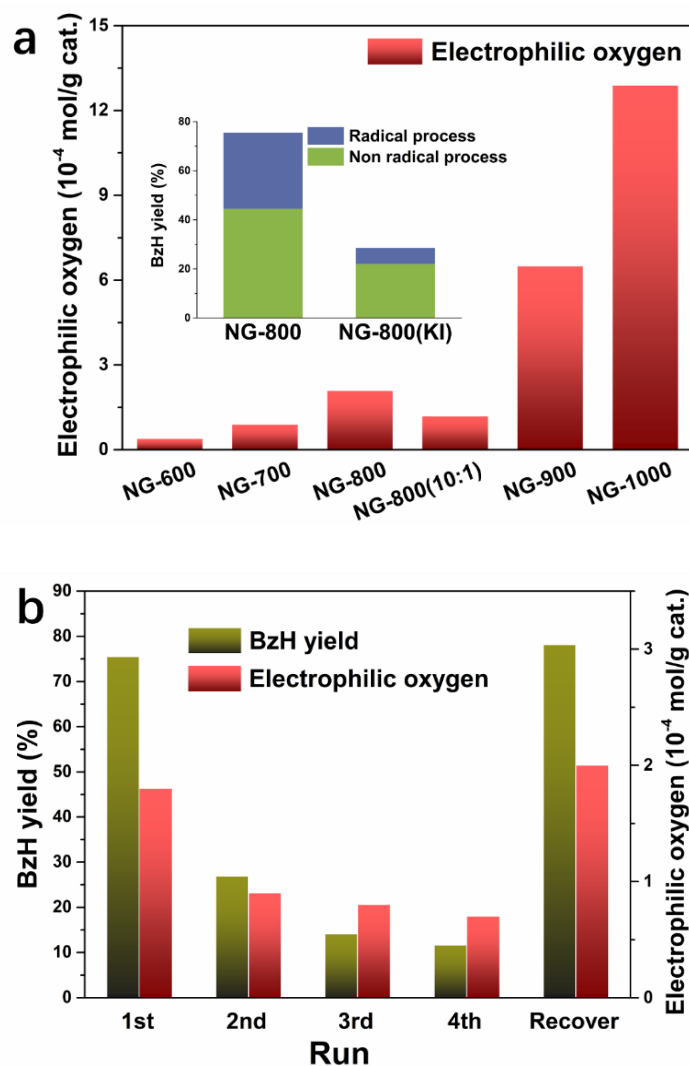 a
Electrophilic oxygen (10⁻⁴ mol/g cat.)
15
12
9
6
3
0
Electrophilic oxygen
BzH yield (%)
80
60
40
20
0
Radical process
Non radical process
NG-800
NG-800(KI)
NG-600
NG-700
NG-800
NG-800(10:1)
NG-900
NG-1000
b
BzH yield (%)
90
80
70
60
50
40
30
20
10
0
BzH yield
Electrophilic oxygen
3
2
1
0
Electrophilic oxygen (10⁻⁴ mol/g cat.)
1st
2nd
3rd
4th
Recover
Run